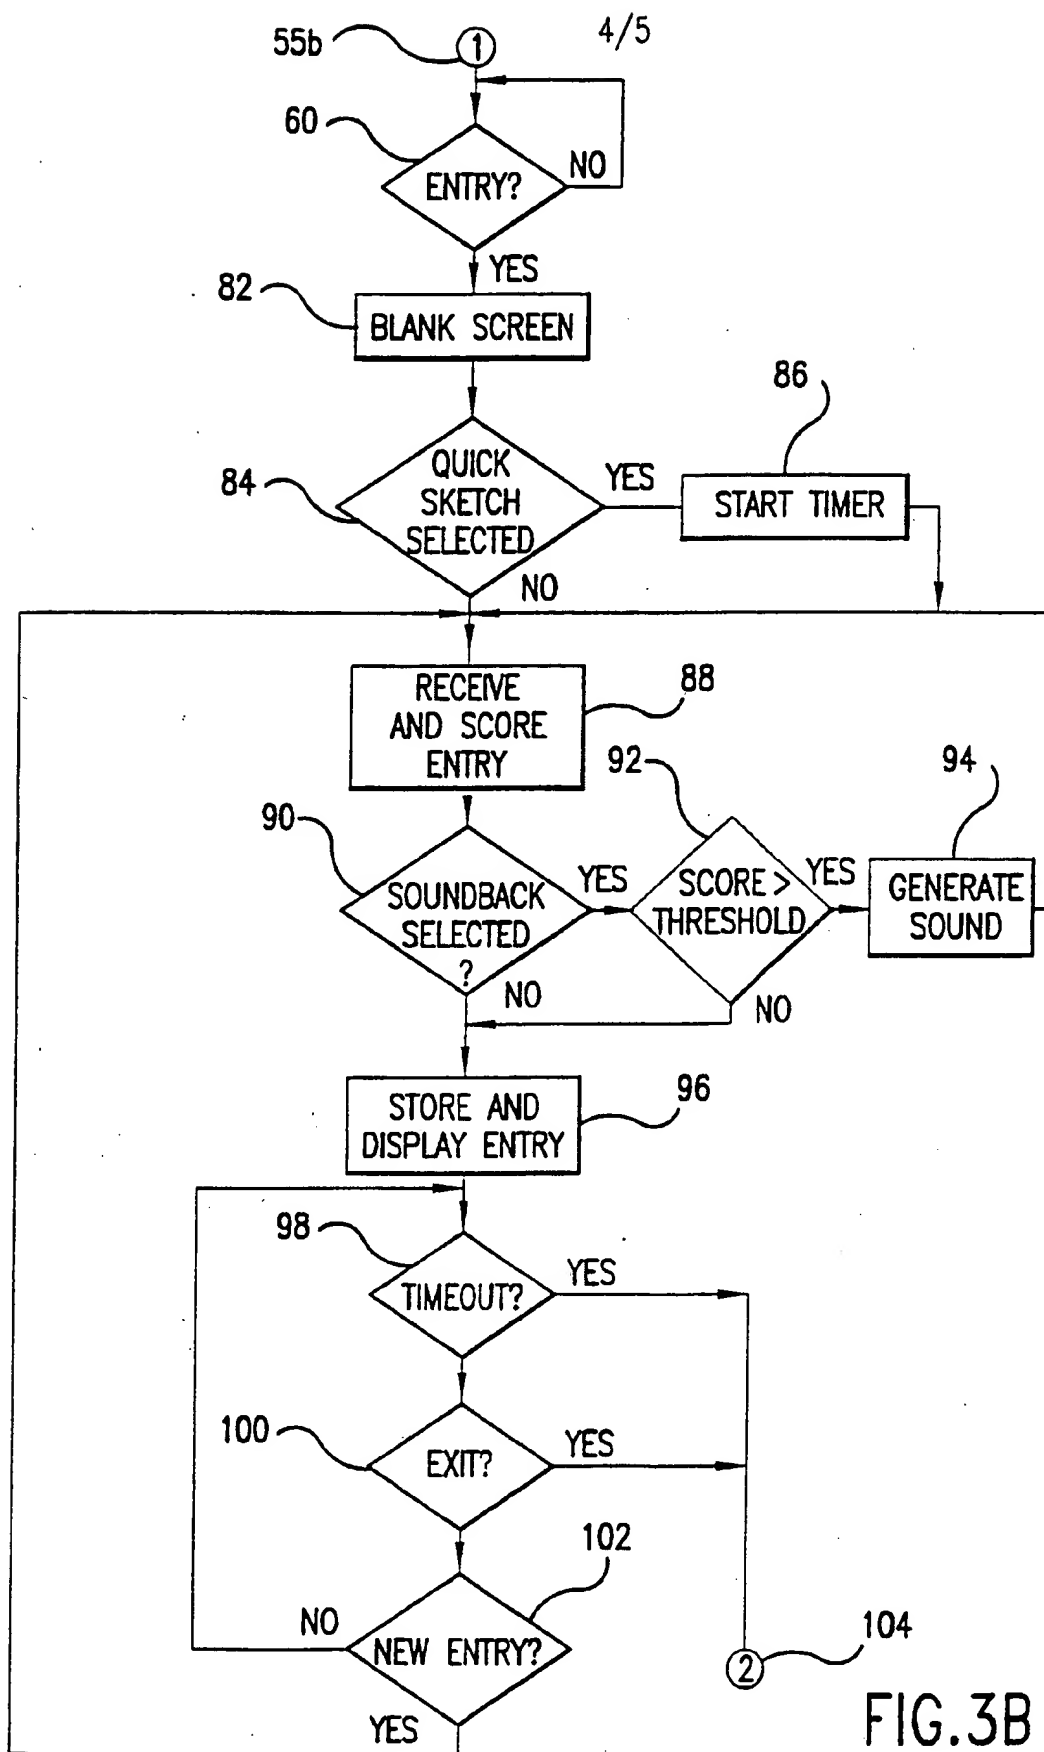 4/5
55b
1
60
ENTRY?
NO
YES
82
BLANK SCREEN
86
84
QUICK
SKETCH
SELECTED
YES
START TIMER
NO
RECEIVE
AND SCORE
ENTRY
88
90
SOUNDBACK
SELECTED
?
YES
92
SCORE >
THRESHOLD
YES
94
GENERATE
SOUND
NO
NO
STORE AND
DISPLAY ENTRY
96
98
TIMEOUT?
YES
100
EXIT?
YES
102
NO
NEW ENTRY?
YES
2
104
FIG.3B